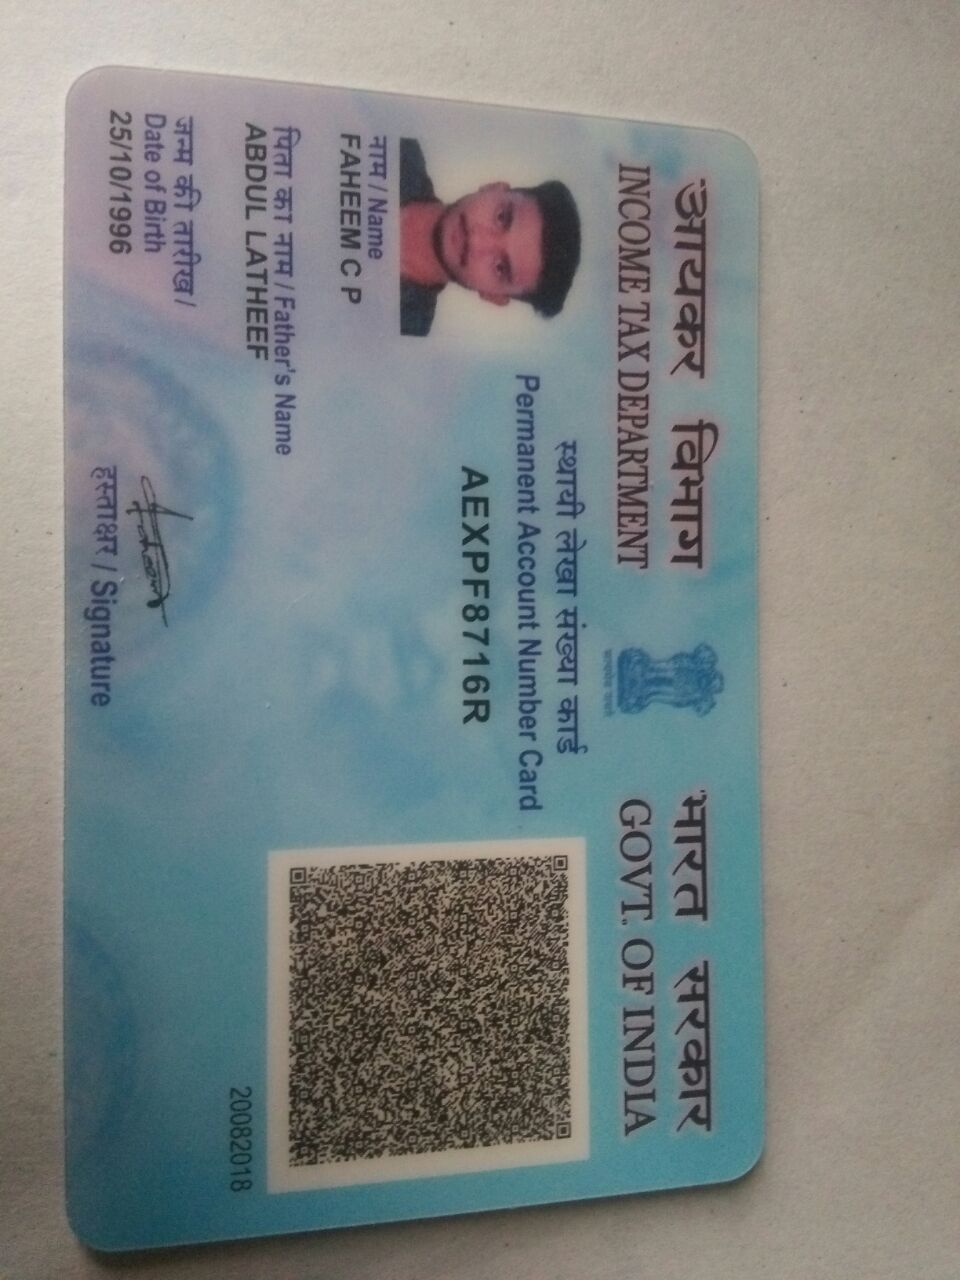 आयकर विभाग
INCOME TAX DEPARTMENT
सत्यमेव जयते
भारत सरकार
GOVT. OF INDIA
स्थायी लेखा संख्या कार्ड
Permanent Account Number Card
AEXPF8716R
नाम / Name
FAHEEM C P
पिता का नाम / Father's Name
ABDUL LATHEEF
जन्म की तारीख /
Date of Birth
25/10/1996
Faheem
हस्ताक्षर / Signature
20082018